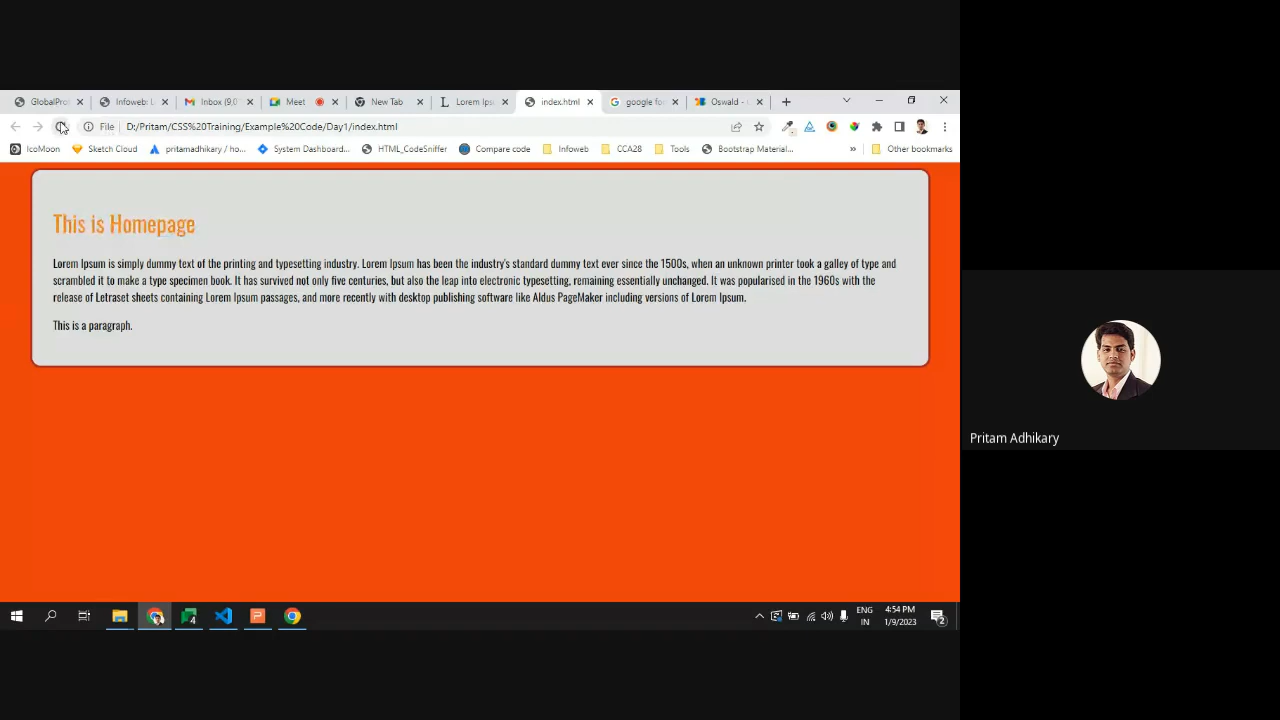 GlobalPro
Infoweb: L
Inbox (9,0
Meet
New Tab
Lorem Ips
index.html
google fo
Oswald -
File
D:/Pritam/CSS%20Training/Example%20Code/Day1/index.html
IcoMoon
Sketch Cloud
pritamadhikary / ho...
System Dashboard...
HTML_CodeSniffer
Compare code
Infoweb
CCA28
Tools
Bootstrap Material...
»
Other bookmarks
This is Homepage
Lorem Ipsum is simply dummy text of the printing and typesetting industry. Lorem Ipsum has been the industry's standard dummy text ever since the 1500s, when an unknown printer took a galley of type and
scrambled it to make a type specimen book. It has survived not only five centuries, but also the leap into electronic typesetting, remaining essentially unchanged. It was popularised in the 1960s with the
release of Letraset sheets containing Lorem Ipsum passages, and more recently with desktop publishing software like Aldus PageMaker including versions of Lorem Ipsum.
This is a paragraph.
Pritam Adhikary
4
ENG
IN
4:54 PM
1/9/2023
2